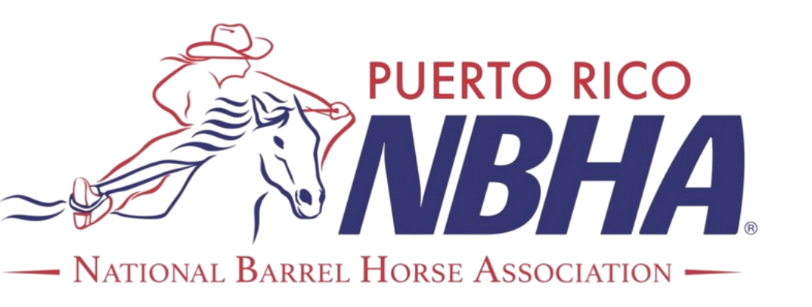 PUERTO RICO
NBHA®
NATIONAL BARREL HORSE ASSOCIATION